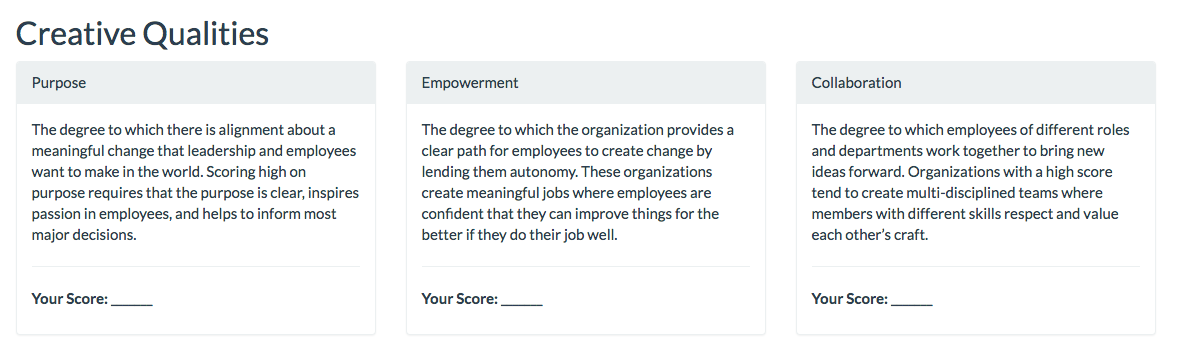 Creative Qualities
Purpose
The degree to which there is alignment about a
meaningful change that leadership and employees
want to make in the world. Scoring high on
purpose requires that the purpose is clear, inspires
passion in employees, and helps to inform most
major decisions.
Your Score: ______
Empowerment
The degree to which the organization provides a
clear path for employees to create change by
lending them autonomy. These organizations
create meaningful jobs where employees are
confident that they can improve things for the
better if they do their job well.
Your Score: ______
Collaboration
The degree to which employees of different roles
and departments work together to bring new
ideas forward. Organizations with a high score
tend to create multi-disciplined teams where
members with different skills respect and value
each other’s craft.
Your Score: ______